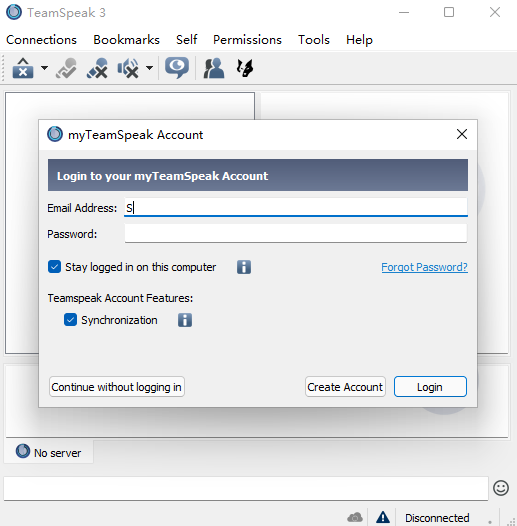 TeamSpeak 3
Connections Bookmarks Self Permissions Tools Help
myTeamSpeak Account
Login to your myTeamSpeak Account
Email Address: S
Password:
Stay logged in on this computer Forgot Password?
Teamspeak Account Features:
Synchronization
Continue without logging in Create Account Login
No server
Disconnected